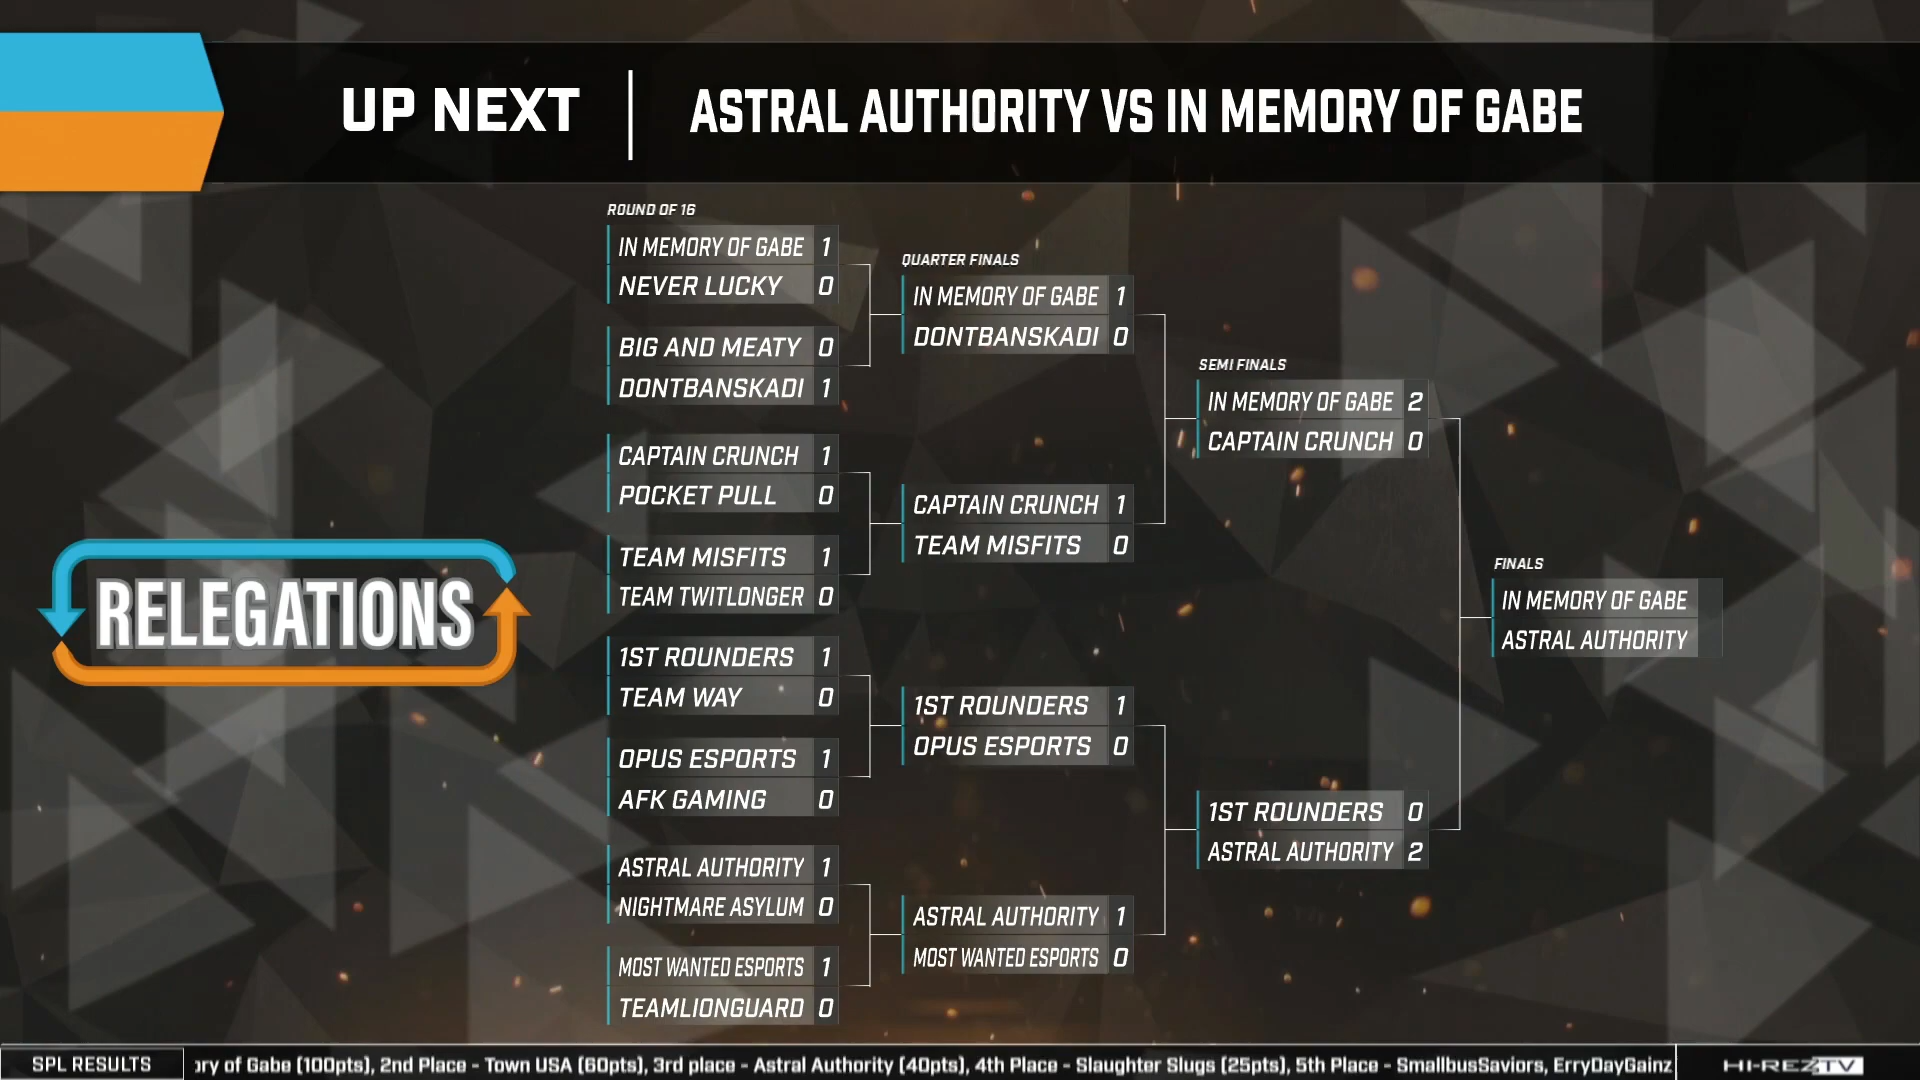 UP NEXT
ASTRAL AUTHORITY VS IN MEMORY OF GABE
ROUND OF 16
IN MEMORY OF GABE 1
NEVER LUCKY 0
BIG AND MEATY 0
DONTBANSKADI 1
CAPTAIN CRUNCH 1
POCKET PULL 0
TEAM MISFITS 1
TEAM TWITLONGER 0
1ST ROUNDERS 1
TEAM WAY 0
OPUS ESPORTS 1
AFK GAMING 0
ASTRAL AUTHORITY 1
NIGHTMARE ASYLUM 0
MOST WANTED ESPORTS 1
TEAMLIONGUARD 0
QUARTER FINALS
IN MEMORY OF GABE 1
DONTBANSKADI 0
CAPTAIN CRUNCH 1
TEAM MISFITS 0
1ST ROUNDERS 1
OPUS ESPORTS 0
ASTRAL AUTHORITY 1
MOST WANTED ESPORTS 0
SEMI FINALS
IN MEMORY OF GABE 2
CAPTAIN CRUNCH 0
1ST ROUNDERS 0
ASTRAL AUTHORITY 2
FINALS
IN MEMORY OF GABE
ASTRAL AUTHORITY
RELEGATIONS
SPL RESULTS
ory of Gabe (100pts), 2nd Place - Town USA (60pts), 3rd place - Astral Authority (40pts), 4th Place - Slaughter Slugs (25pts), 5th Place - SmallbusSaviors, ErryDayGainz
HI-REZ TV